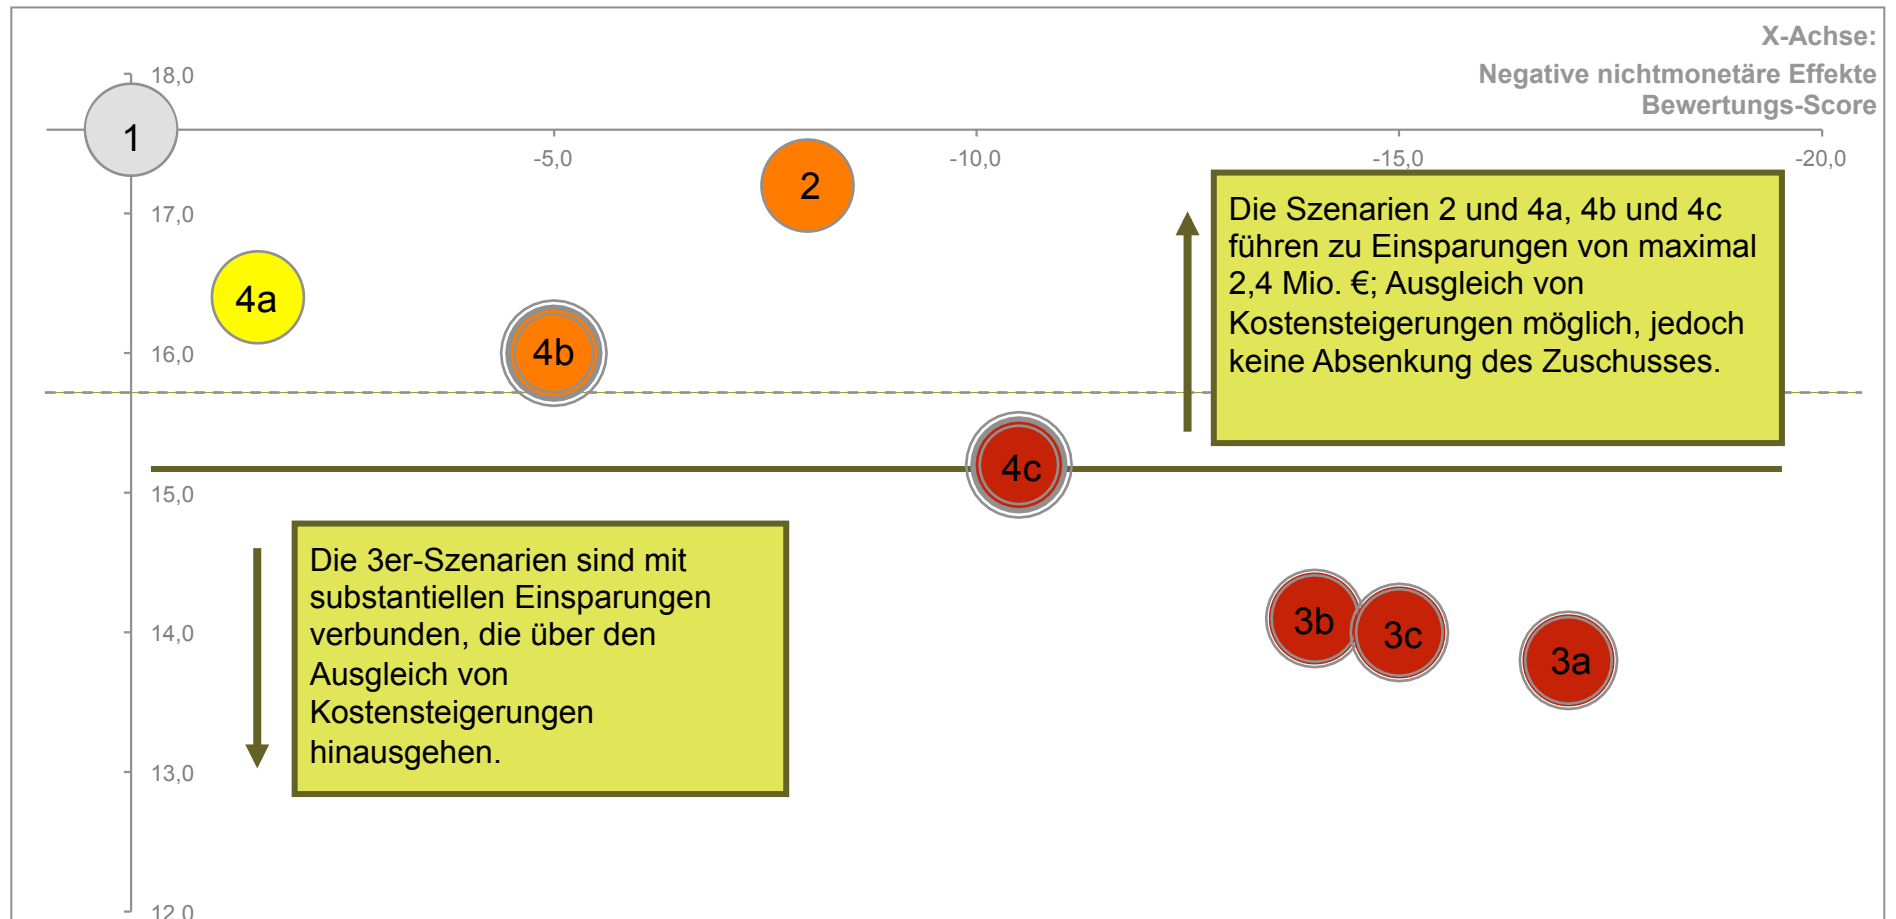 X-Achse:
Negative nichtmonetäre Effekte
Bewertungs-Score
18,0
1
-5,0
-10,0
-15,0
-20,0
2
17,0
Die Szenarien 2 und 4a, 4b und 4c
führen zu Einsparungen von maximal
2,4 Mio. €; Ausgleich von
Kostensteigerungen möglich, jedoch
keine Absenkung des Zuschusses.
4a
4b
16,0
4c
15,0
Die 3er-Szenarien sind mit
substantiellen Einsparungen
verbunden, die über den
Ausgleich von
Kostensteigerungen
hinausgehen.
14,0
3b
3c
3a
13,0
12,0